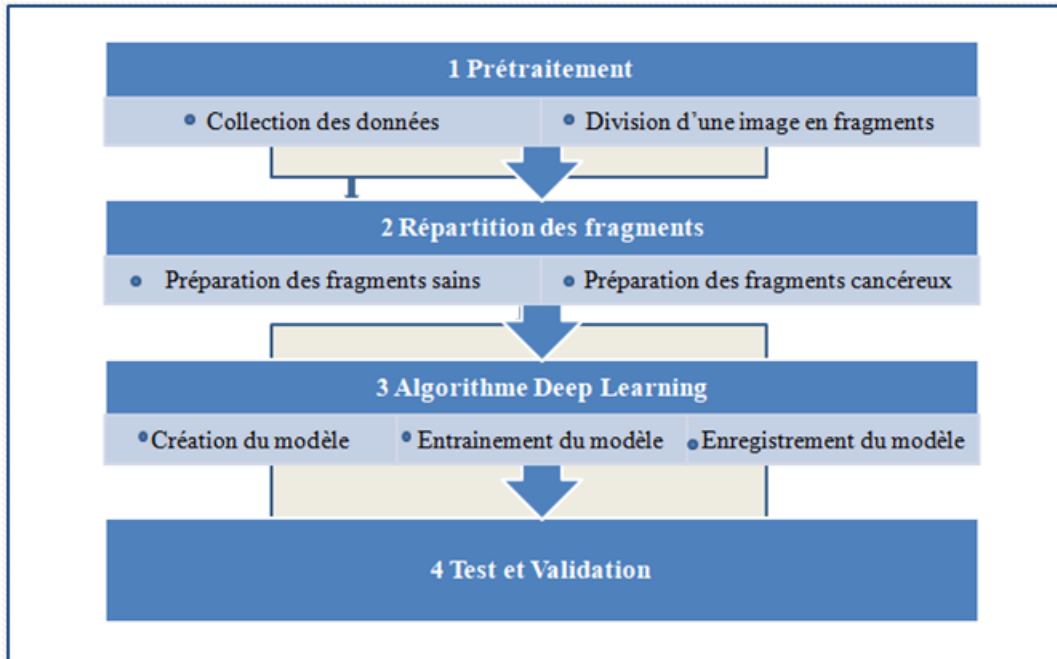 1 Prétraitement
• Collection des données
• Division d'une image en fragments
2 Répartition des fragments
• Préparation des fragments sains
• Préparation des fragments cancéreux
3 Algorithme Deep Learning
• Création du modèle
• Entrainement du modèle
• Enregistrement du modèle
4 Test et Validation